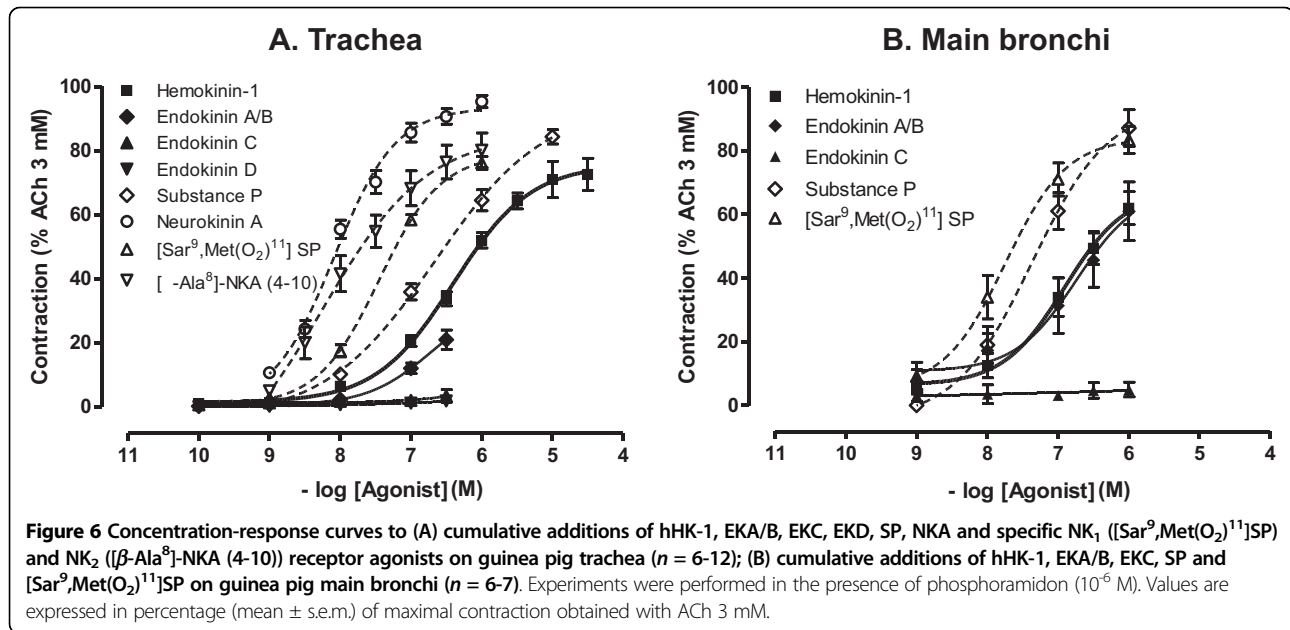 A. Trachea
Contraction (% ACh 3 mM)
100
80
60
40
20
0
Hemokinin-1
Endokinin A/B
Endokinin C
Endokinin D
Substance P
Neurokinin A
[Sar⁹,Met(O₂)¹¹] SP
[ -Ala⁸]-NKA (4-10)
11 10 9 8 7 6 5 4
- log [Agonist] (M)
B. Main bronchi
Contraction (% ACh 3 mM)
100
80
60
40
20
0
Hemokinin-1
Endokinin A/B
Endokinin C
Substance P
[Sar⁹,Met(O₂)¹¹] SP
11 10 9 8 7 6 5 4
- log [Agonist] (M)
Figure 6 Concentration-response curves to (A) cumulative additions of hHK-1, EKA/B, EKC, EKD, SP, NKA and specific NK₁ ([Sar⁹,Met(O₂)¹¹]SP)
and NK₂ ([β-Ala⁸]-NKA (4-10)) receptor agonists on guinea pig trachea (n = 6-12); (B) cumulative additions of hHK-1, EKA/B, EKC, SP and
[Sar⁹,Met(O₂)¹¹]SP on guinea pig main bronchi (n = 6-7). Experiments were performed in the presence of phosphoramidon (10⁻⁶ M). Values are
expressed in percentage (mean ± s.e.m.) of maximal contraction obtained with ACh 3 mM.